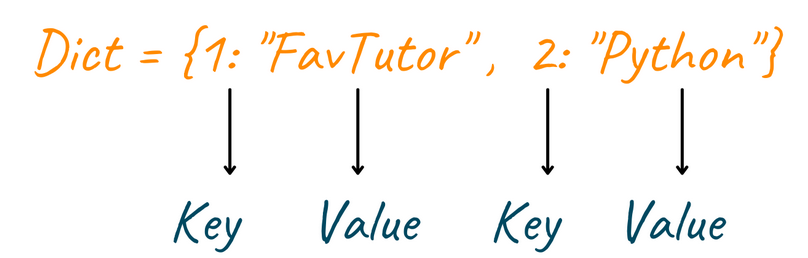 Dict = {1: "FavTutor", 2: "Python"}
Key Value Key Value